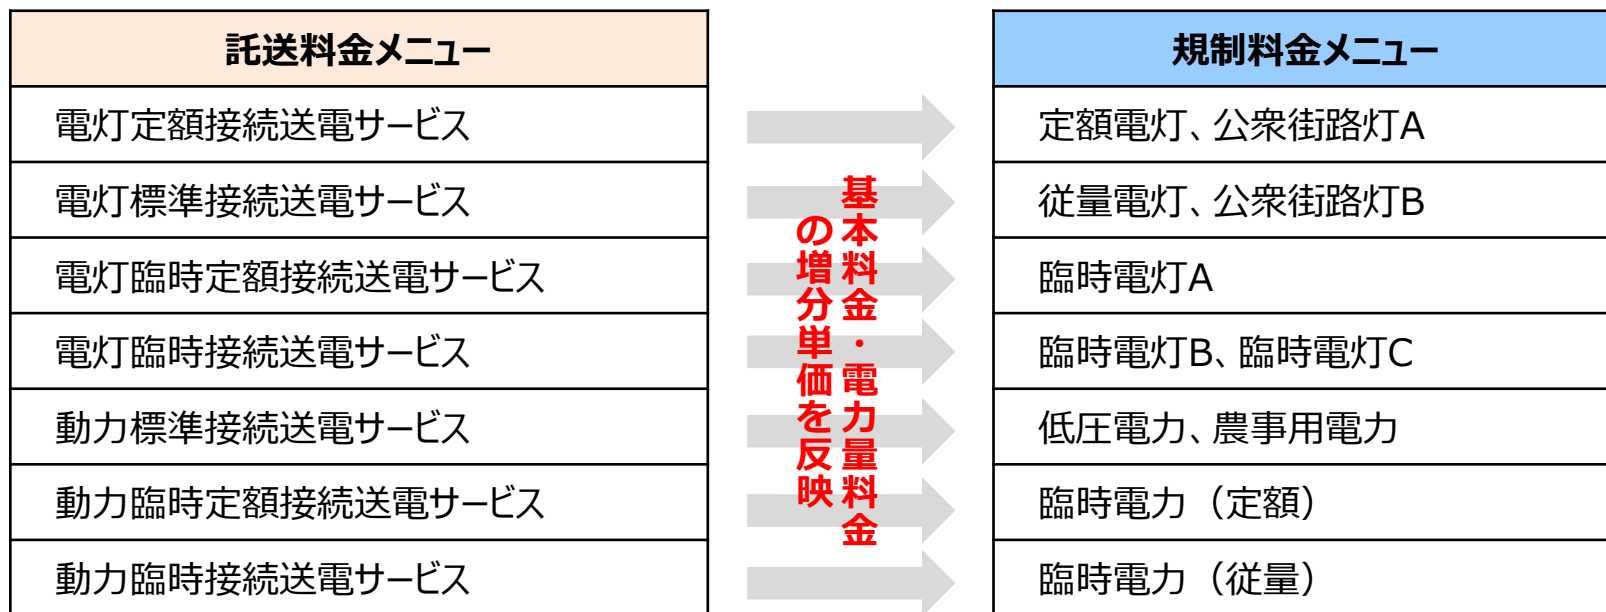 託送料金メニュー
電灯定額接続送電サービス
電灯標準接続送電サービス
電灯臨時定額接続送電サービス
電灯臨時接続送電サービス
動力標準接続送電サービス
動力臨時定額接続送電サービス
動力臨時接続送電サービス
基本料金・電力量料金
の増分単価を反映
規制料金メニュー
定額電灯、公衆街路灯A
従量電灯、公衆街路灯B
臨時電灯A
臨時電灯B、臨時電灯C
低圧電力、農事用電力
臨時電力（定額）
臨時電力（従量）